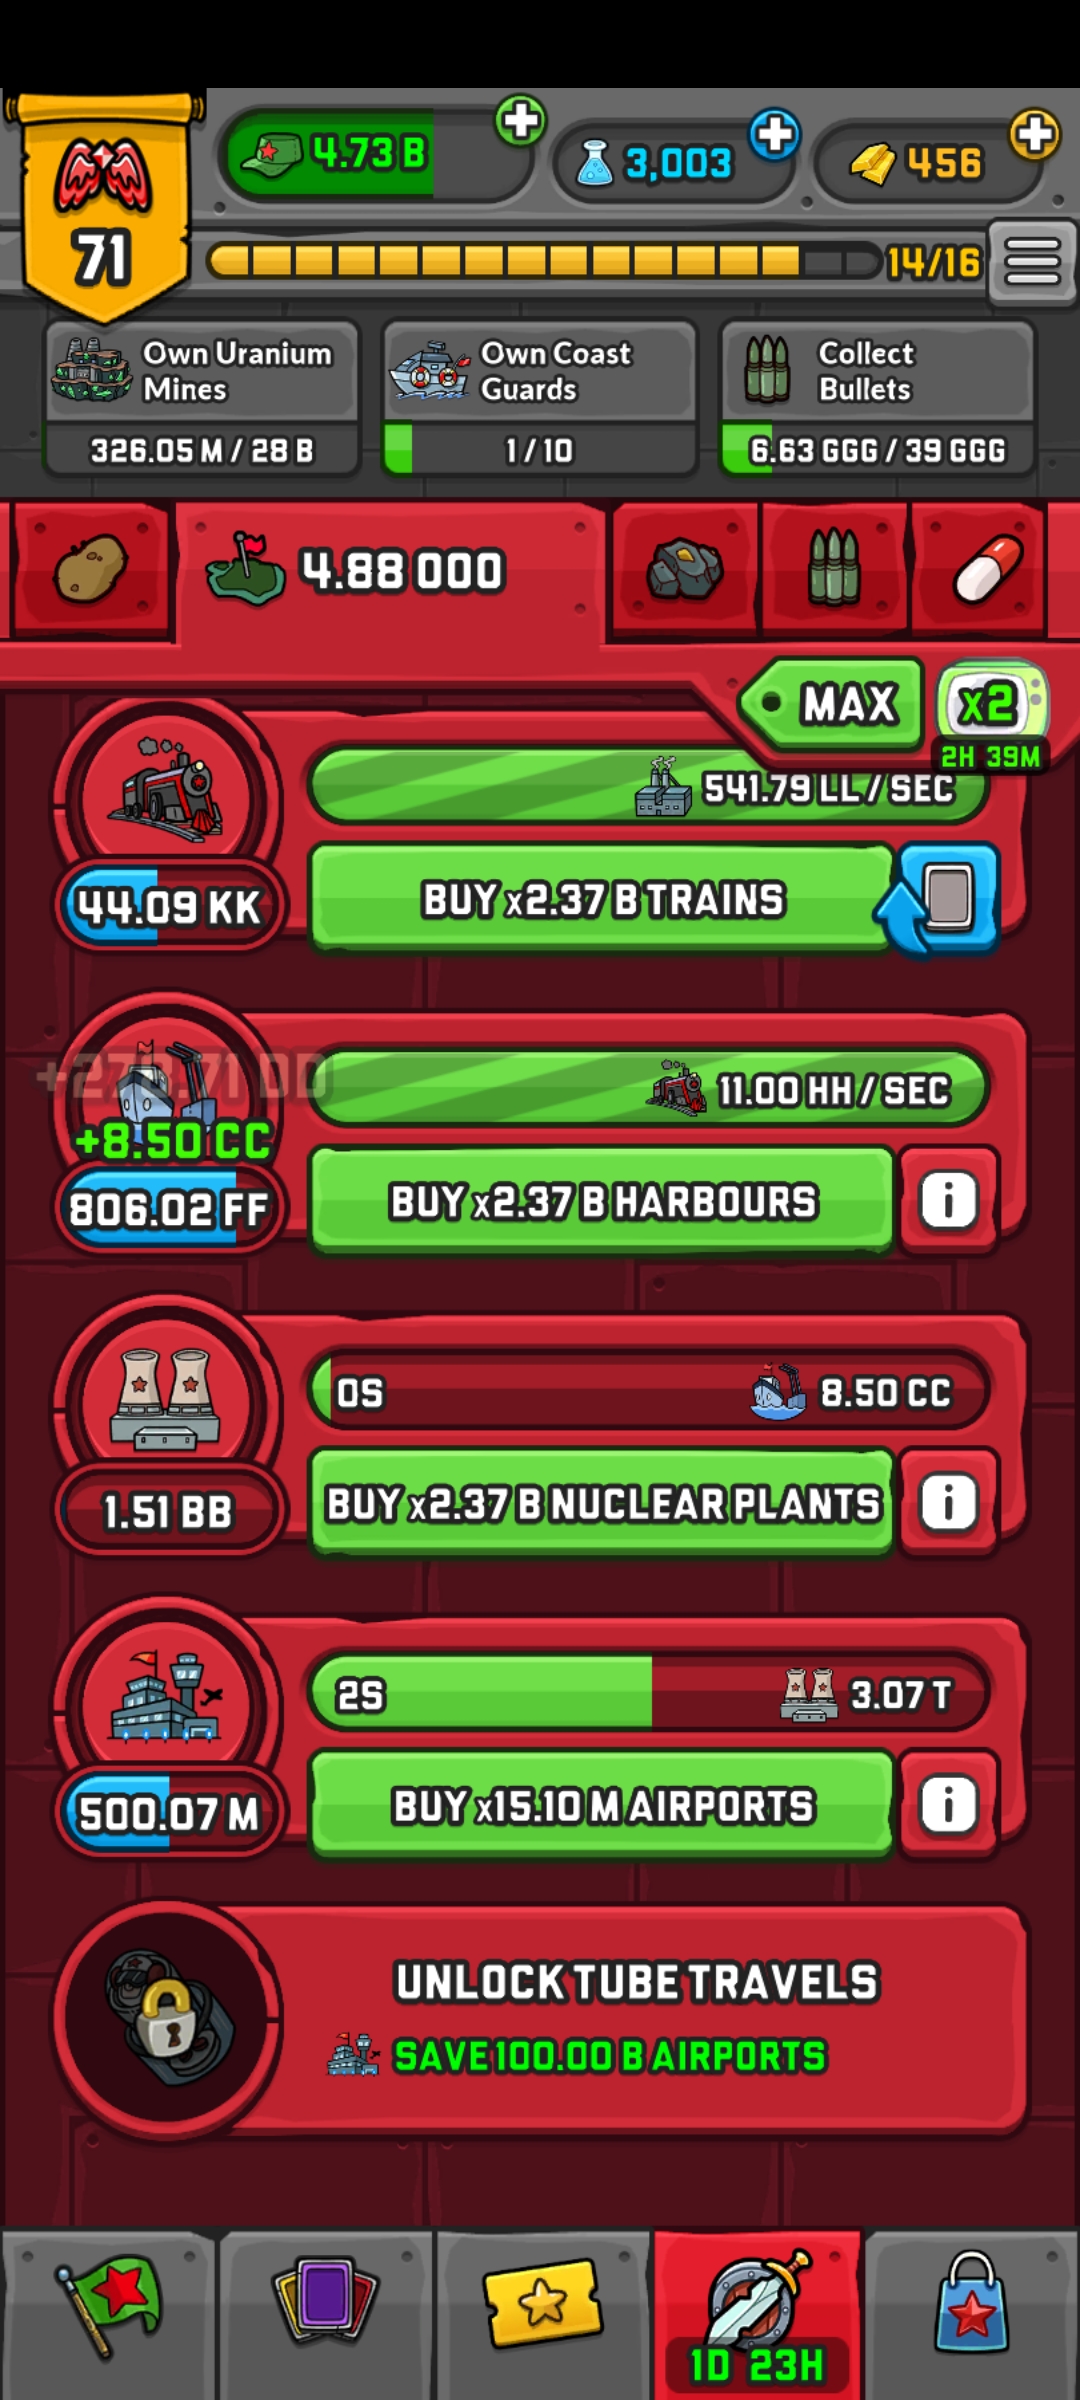 71
4.73 B
3,003
456
14/16
Own Uranium
Mines
326.05 M / 28 B
Own Coast
Guards
1 / 10
Collect
Bullets
6.63 GGG / 39 GGG
4.88 OOO
MAX
x2
2H 39M
541.79 LL / SEC
44.09 KK
BUY x2.37 B TRAINS
+273.71 DD
11.00 HH / SEC
+8.50 CC
806.02 FF
BUY x2.37 B HARBOURS
i
0S
8.50 CC
1.51 BB
BUY x2.37 B NUCLEAR PLANTS
i
2S
3.07 T
500.07 M
BUY x15.10 M AIRPORTS
i
UNLOCK TUBE TRAVELS
SAVE 100.00 B AIRPORTS
1D 23H